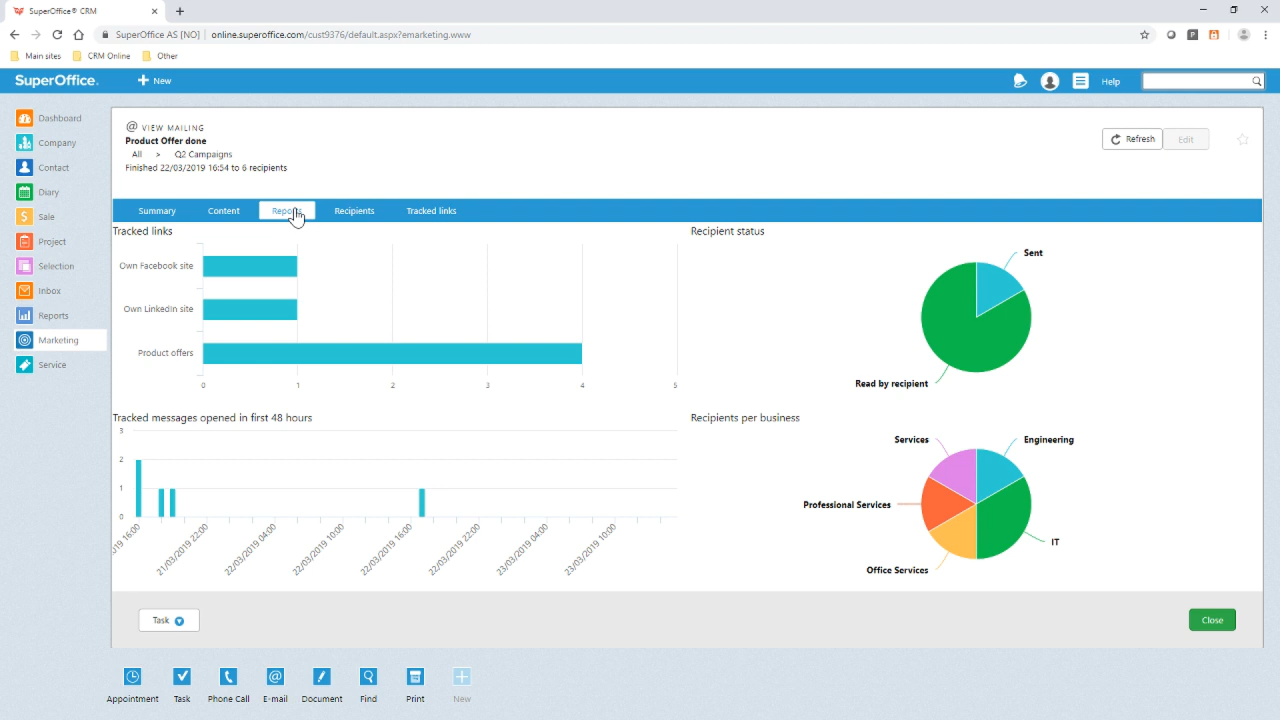 SuperOffice® CRM
SuperOffice AS [NO] | online.superoffice.com/cust9376/default.aspx?emarketing.www
Main sites CRM Online Other
SuperOffice. New Help
Dashboard
Company
Contact
Diary
Sale
Project
Selection
Inbox
Reports
Marketing
Service
@ VIEW MAILING
Product Offer done
All > Q2 Campaigns
Finished 22/03/2019 16:54 to 6 recipients
Refresh Edit
Summary Content Reports Recipients Tracked links
Tracked links
Own Facebook site
Own LinkedIn site
Product offers
0 1 2 3 4 5
Recipient status
Sent
Read by recipient
Tracked messages opened in first 48 hours
3
2
1
0
019 16:00 21/03/2019 22:00 22/03/2019 04:00 22/03/2019 10:00 22/03/2019 16:00 22/03/2019 22:00 23/03/2019 04:00 23/03/2019 10:00
Recipients per business
Services Engineering
Professional Services
IT
Office Services
Task Close
Appointment Task Phone Call E-mail Document Find Print New